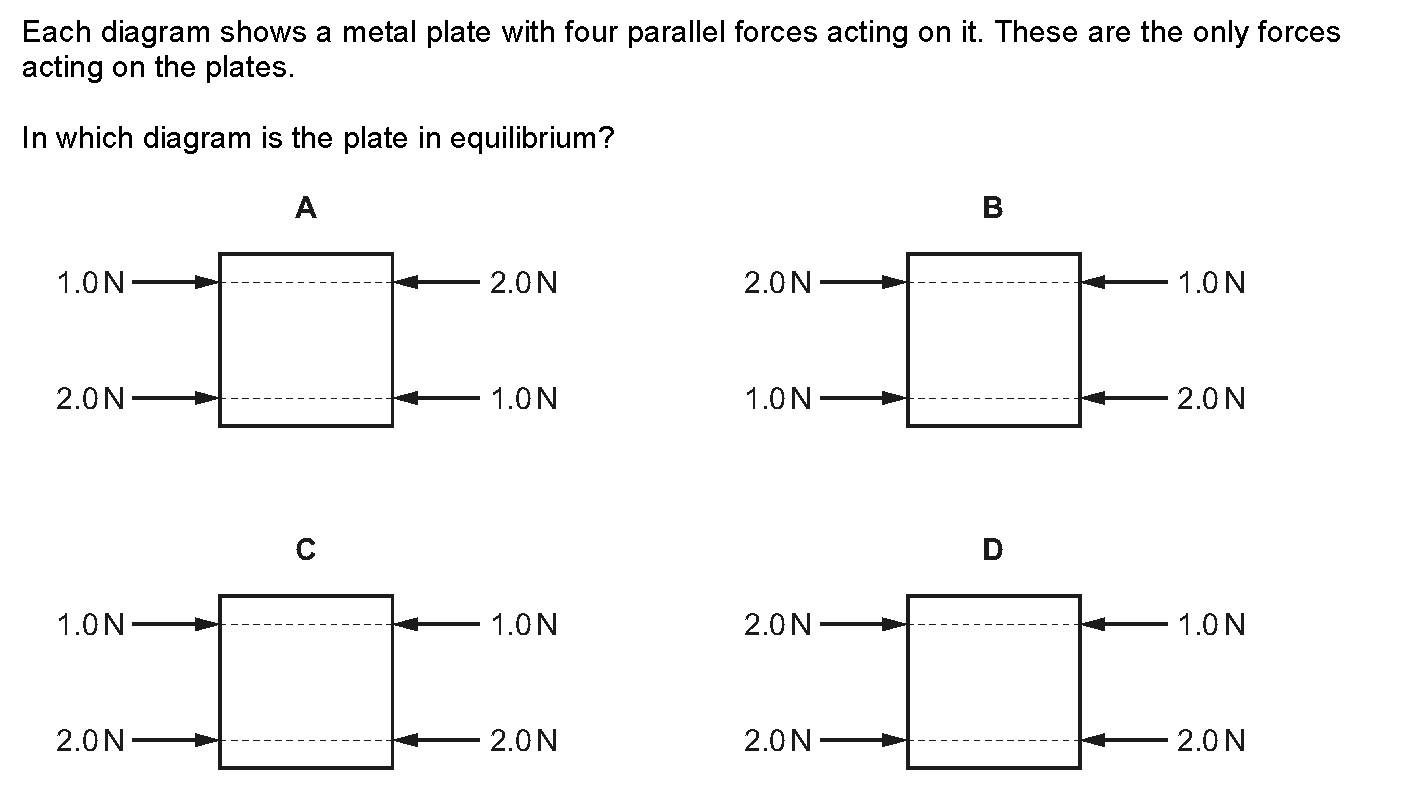 Each diagram shows a metal plate with four parallel forces acting on it. These are the only forces
acting on the plates.
In which diagram is the plate in equilibrium?
A
B
1.0 N
2.0 N
2.0 N
1.0 N
2.0 N
1.0 N
1.0 N
2.0 N
C
D
1.0 N
1.0 N
2.0 N
1.0 N
2.0 N
2.0 N
2.0 N
2.0 N